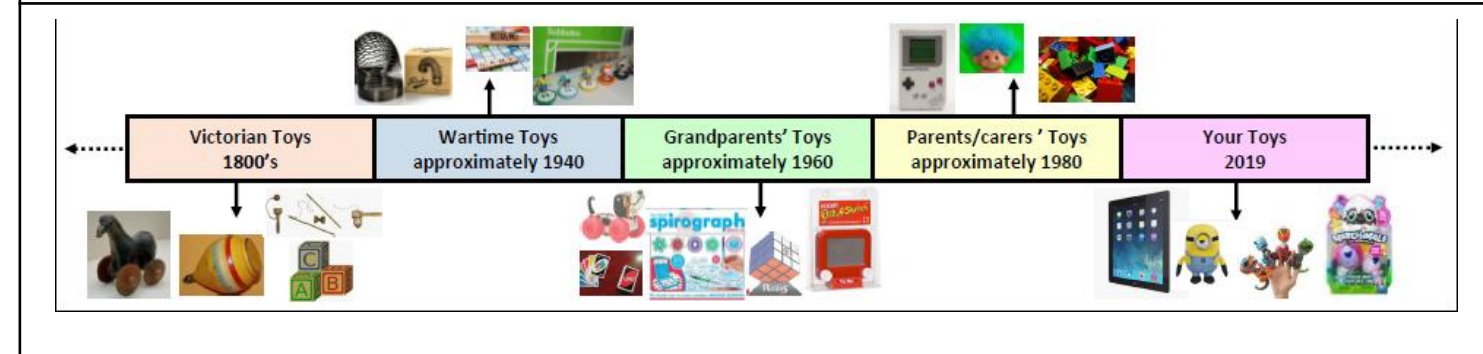 Victorian Toys
1800's
Wartime Toys
approximately 1940
Grandparents' Toys
approximately 1960
Parents/carers ' Toys
approximately 1980
Your Toys
2019
Subbuteo
spirograph
C
A B